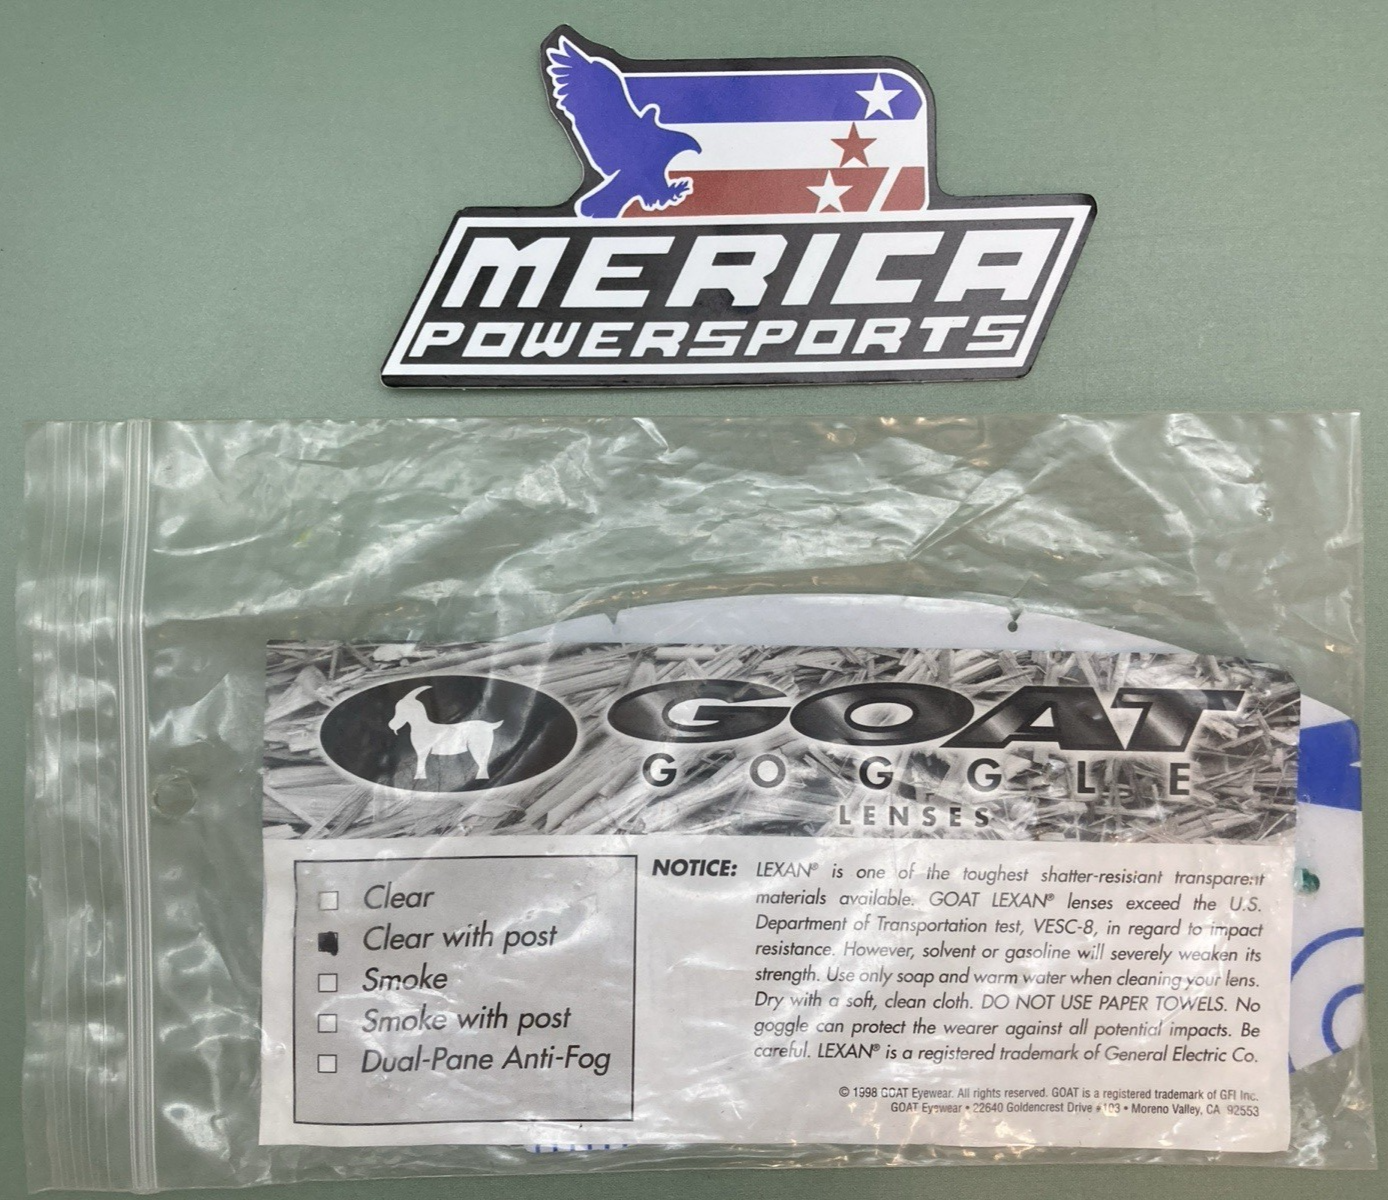 MERICA
POWERSPORTS
GOAT
GOGGLE
LENSES
Clear
Clear with post
Smoke
Smoke with post
Dual-Pane Anti-Fog
NOTICE: LEXAN® is one of the toughest shatter-resistant transparent
materials available. GOAT LEXAN® lenses exceed the U.S.
Department of Transportation test, VESC-8, in regard to impact
resistance. However, solvent or gasoline will severely weaken its
strength. Use only soap and warm water when cleaning your lens.
Dry with a soft, clean cloth. DO NOT USE PAPER TOWELS. No
goggle can protect the wearer against all potential impacts. Be
careful. LEXAN® is a registered trademark of General Electric Co.
© 1998 GOAT Eyewear. All rights reserved. GOAT is a registered trademark of GFI Inc.
GOAT Eyewear • 22640 Goldencrest Drive #103 • Moreno Valley, CA 92553